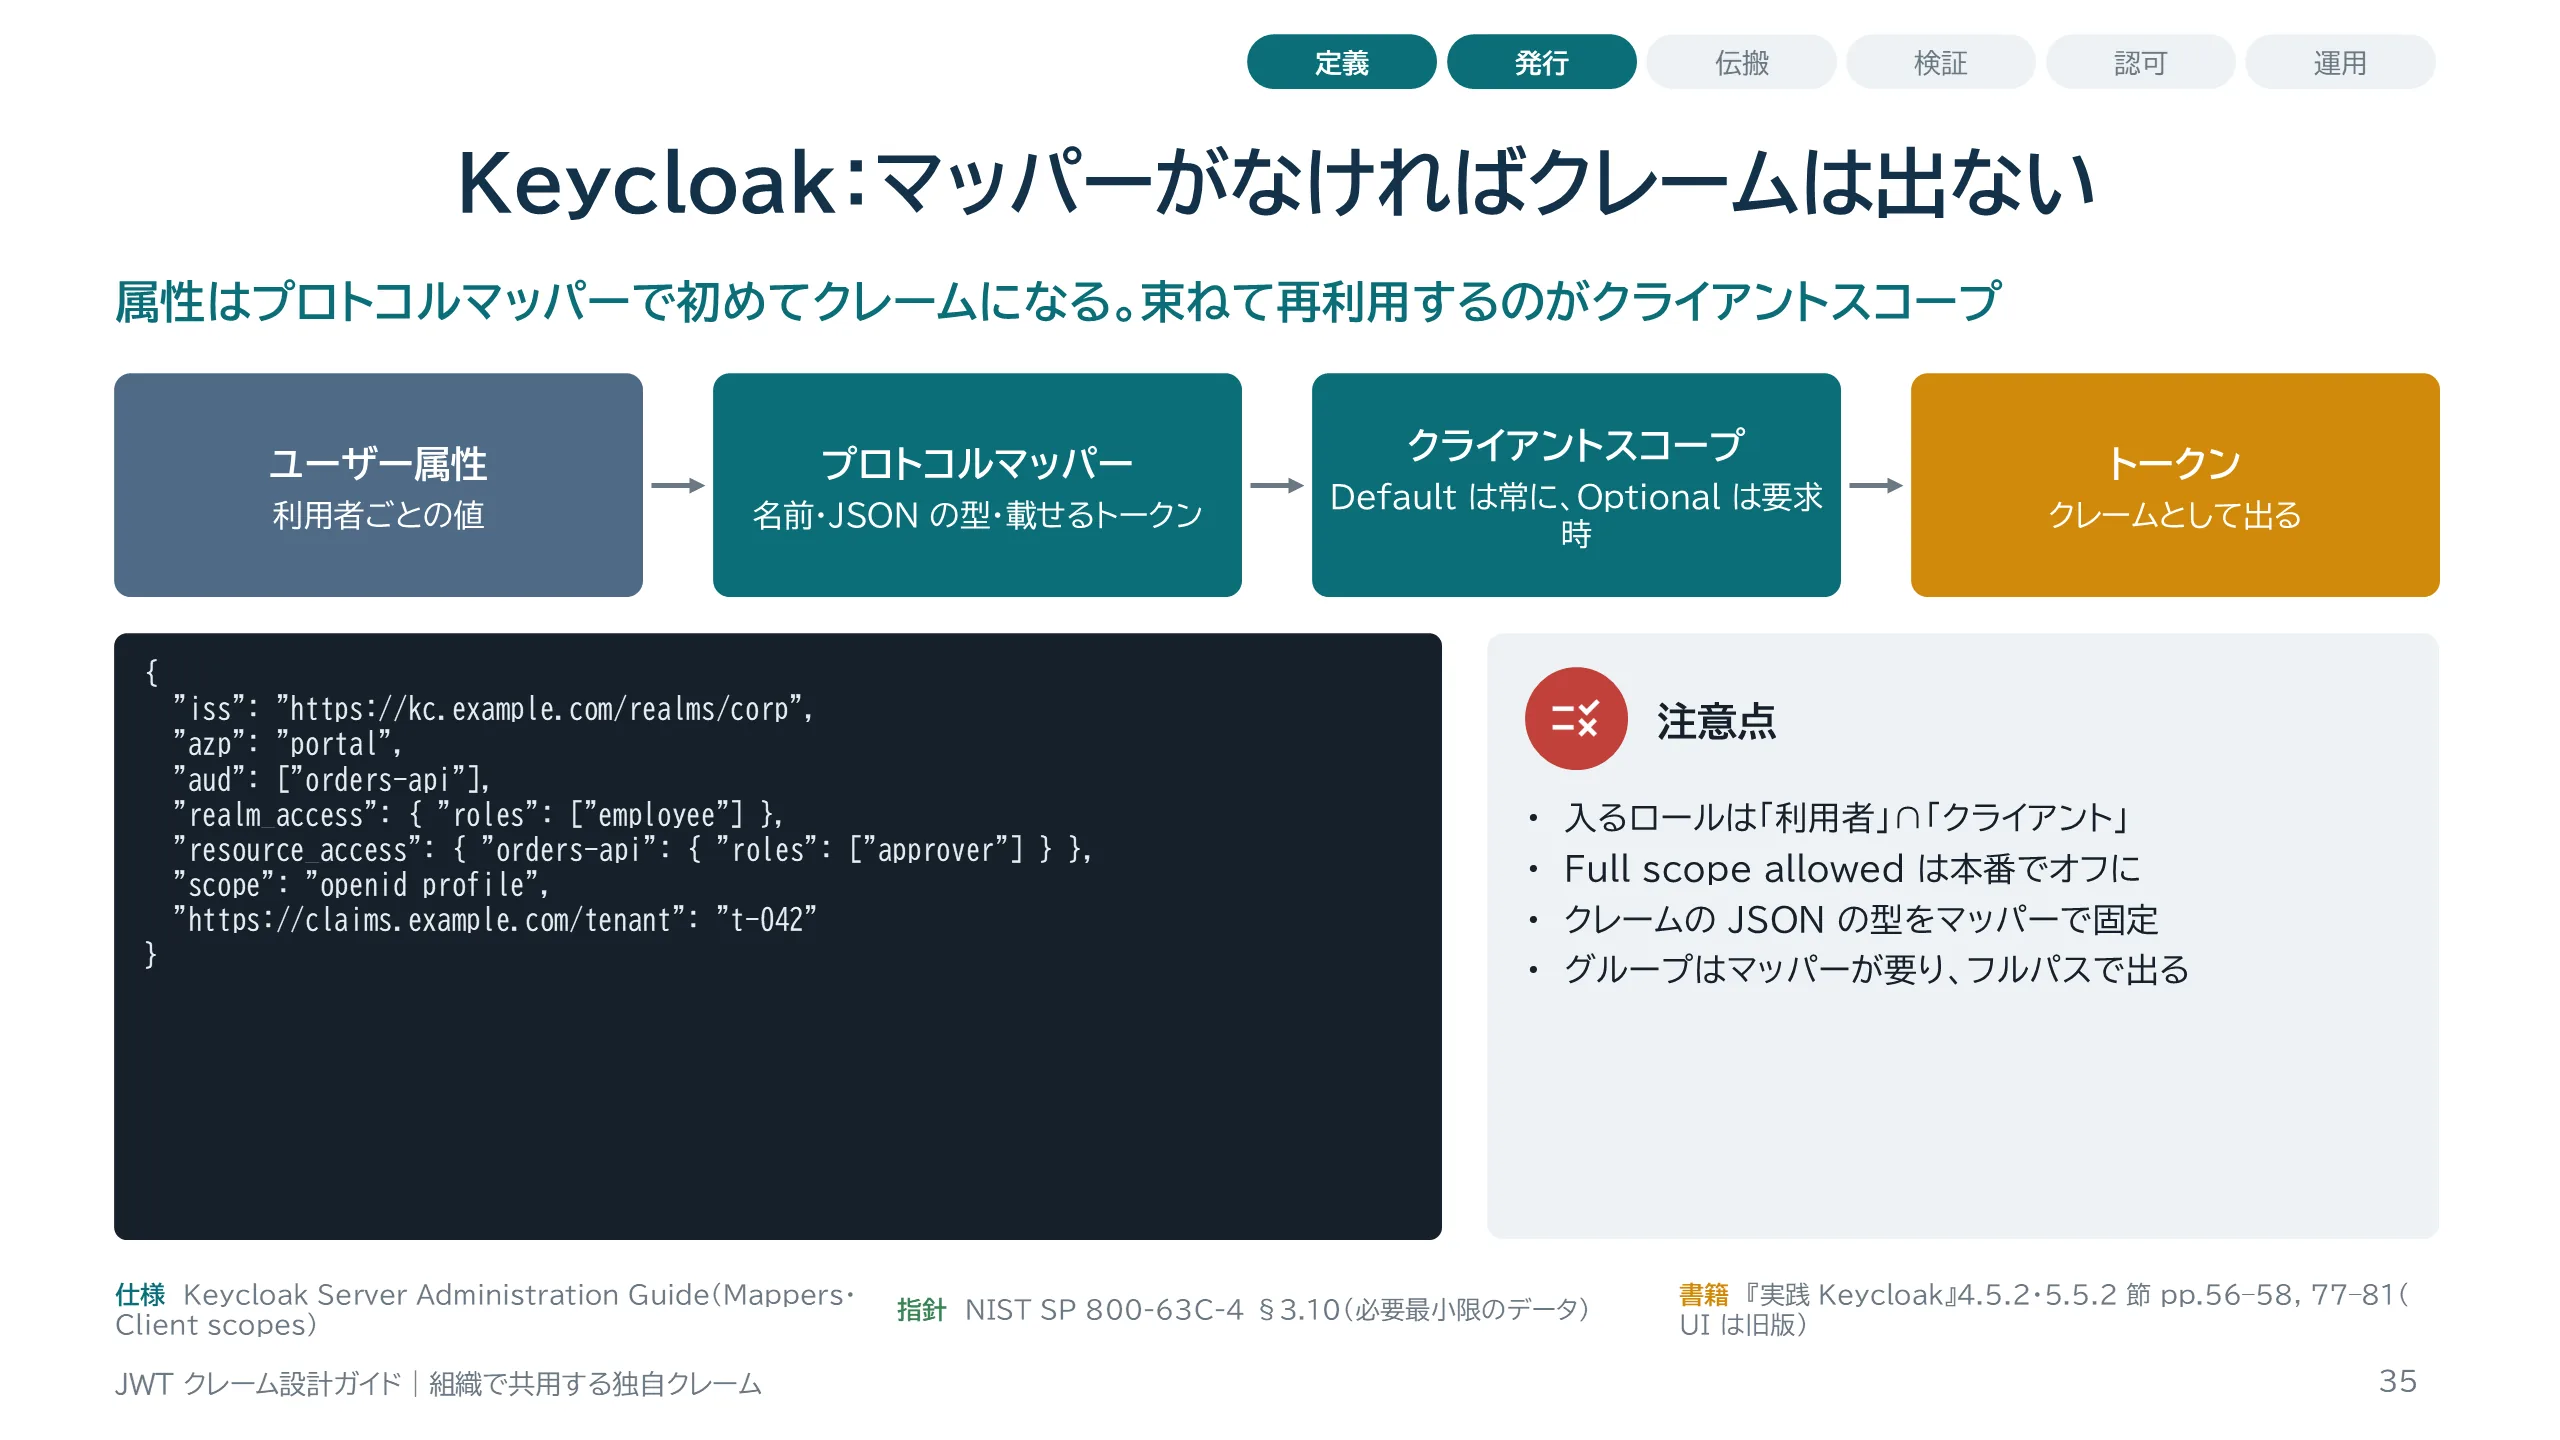 定義 発行 伝搬 検証 認可 運用
Keycloak：マッパーがなければクレームは出ない
属性はプロトコルマッパーで初めてクレームになる。束ねて再利用するのがクライアントスコープ
ユーザー属性
利用者ごとの値
プロトコルマッパー
名前・JSON の型・載せるトークン
クライアントスコープ
Default は常に、Optional は要求
時
トークン
クレームとして出る
{
  "iss": "https://kc.example.com/realms/corp",
  "azp": "portal",
  "aud": ["orders-api"],
  "realm_access": { "roles": ["employee"] },
  "resource_access": { "orders-api": { "roles": ["approver"] } },
  "scope": "openid profile",
  "https://claims.example.com/tenant": "t-042"
}
注意点
• 入るロールは「利用者」∩「クライアント」
• Full scope allowed は本番でオフに
• クレームの JSON の型をマッパーで固定
• グループはマッパーが要り、フルパスで出る
仕様 Keycloak Server Administration Guide（Mappers・
Client scopes）
指針 NIST SP 800-63C-4 §3.10（必要最小限のデータ）
書籍 『実践 Keycloak』4.5.2・5.5.2 節 pp.56–58, 77–81（
UI は旧版）
JWT クレーム設計ガイド｜組織で共用する独自クレーム
35